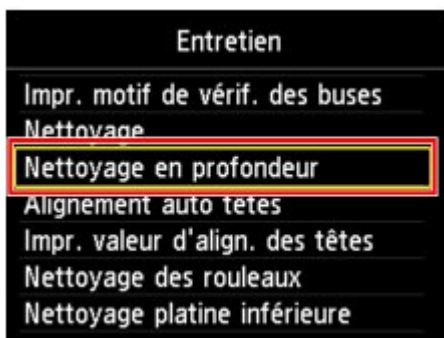 Entretien
Impr. motif de vérif. des buses
Nettoyage
Nettoyage en profondeur
Alignement auto têtes
Impr. valeur d'align. des têtes
Nettoyage des rouleaux
Nettoyage platine inférieure